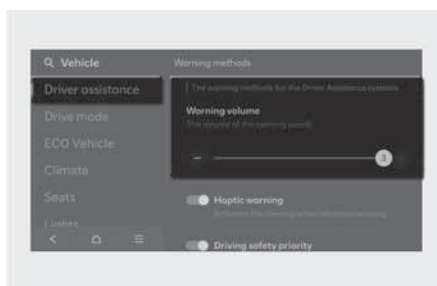 Vehicle
Warning methods
Driver assistance
The warning methods for the Driver Assistance systems.
Drive mode
Warning volume
The volume of the warning sound.
ECO Vehicle
3
Climate
Seats
Haptic warning
Lights
Driving safety priority